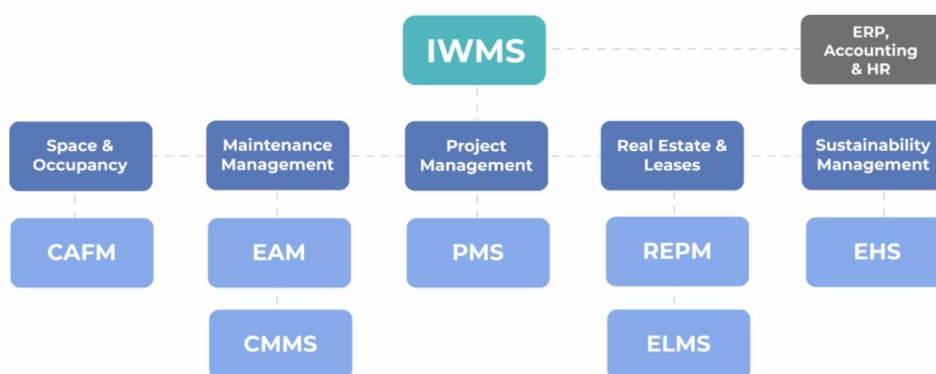 IWMS
ERP,
Accounting
& HR
Space &
Occupancy
Maintenance
Management
Project
Management
Real Estate &
Leases
Sustainability
Management
CAFM
EAM
PMS
REPM
EHS
CMMS
ELMS